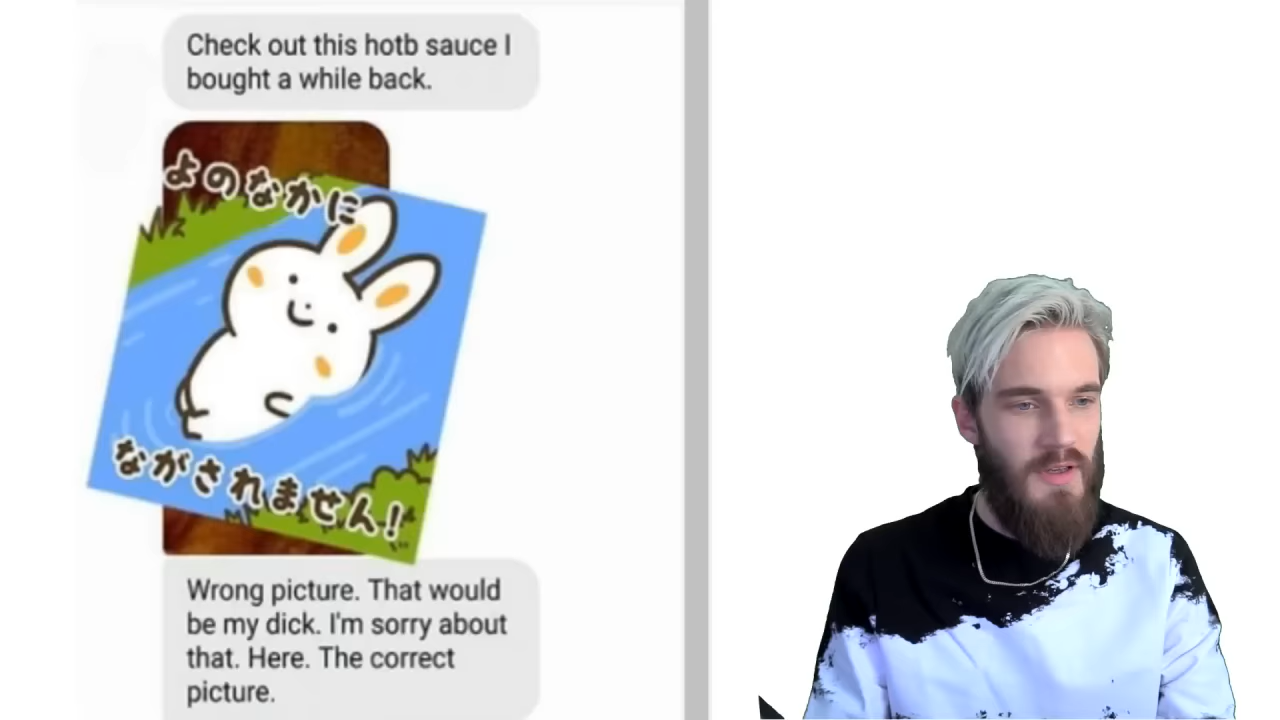 Check out this hotb sauce I
bought a while back.
よのなかに
ながされません!
Wrong picture. That would
be my dick. I'm sorry about
that. Here. The correct
picture.